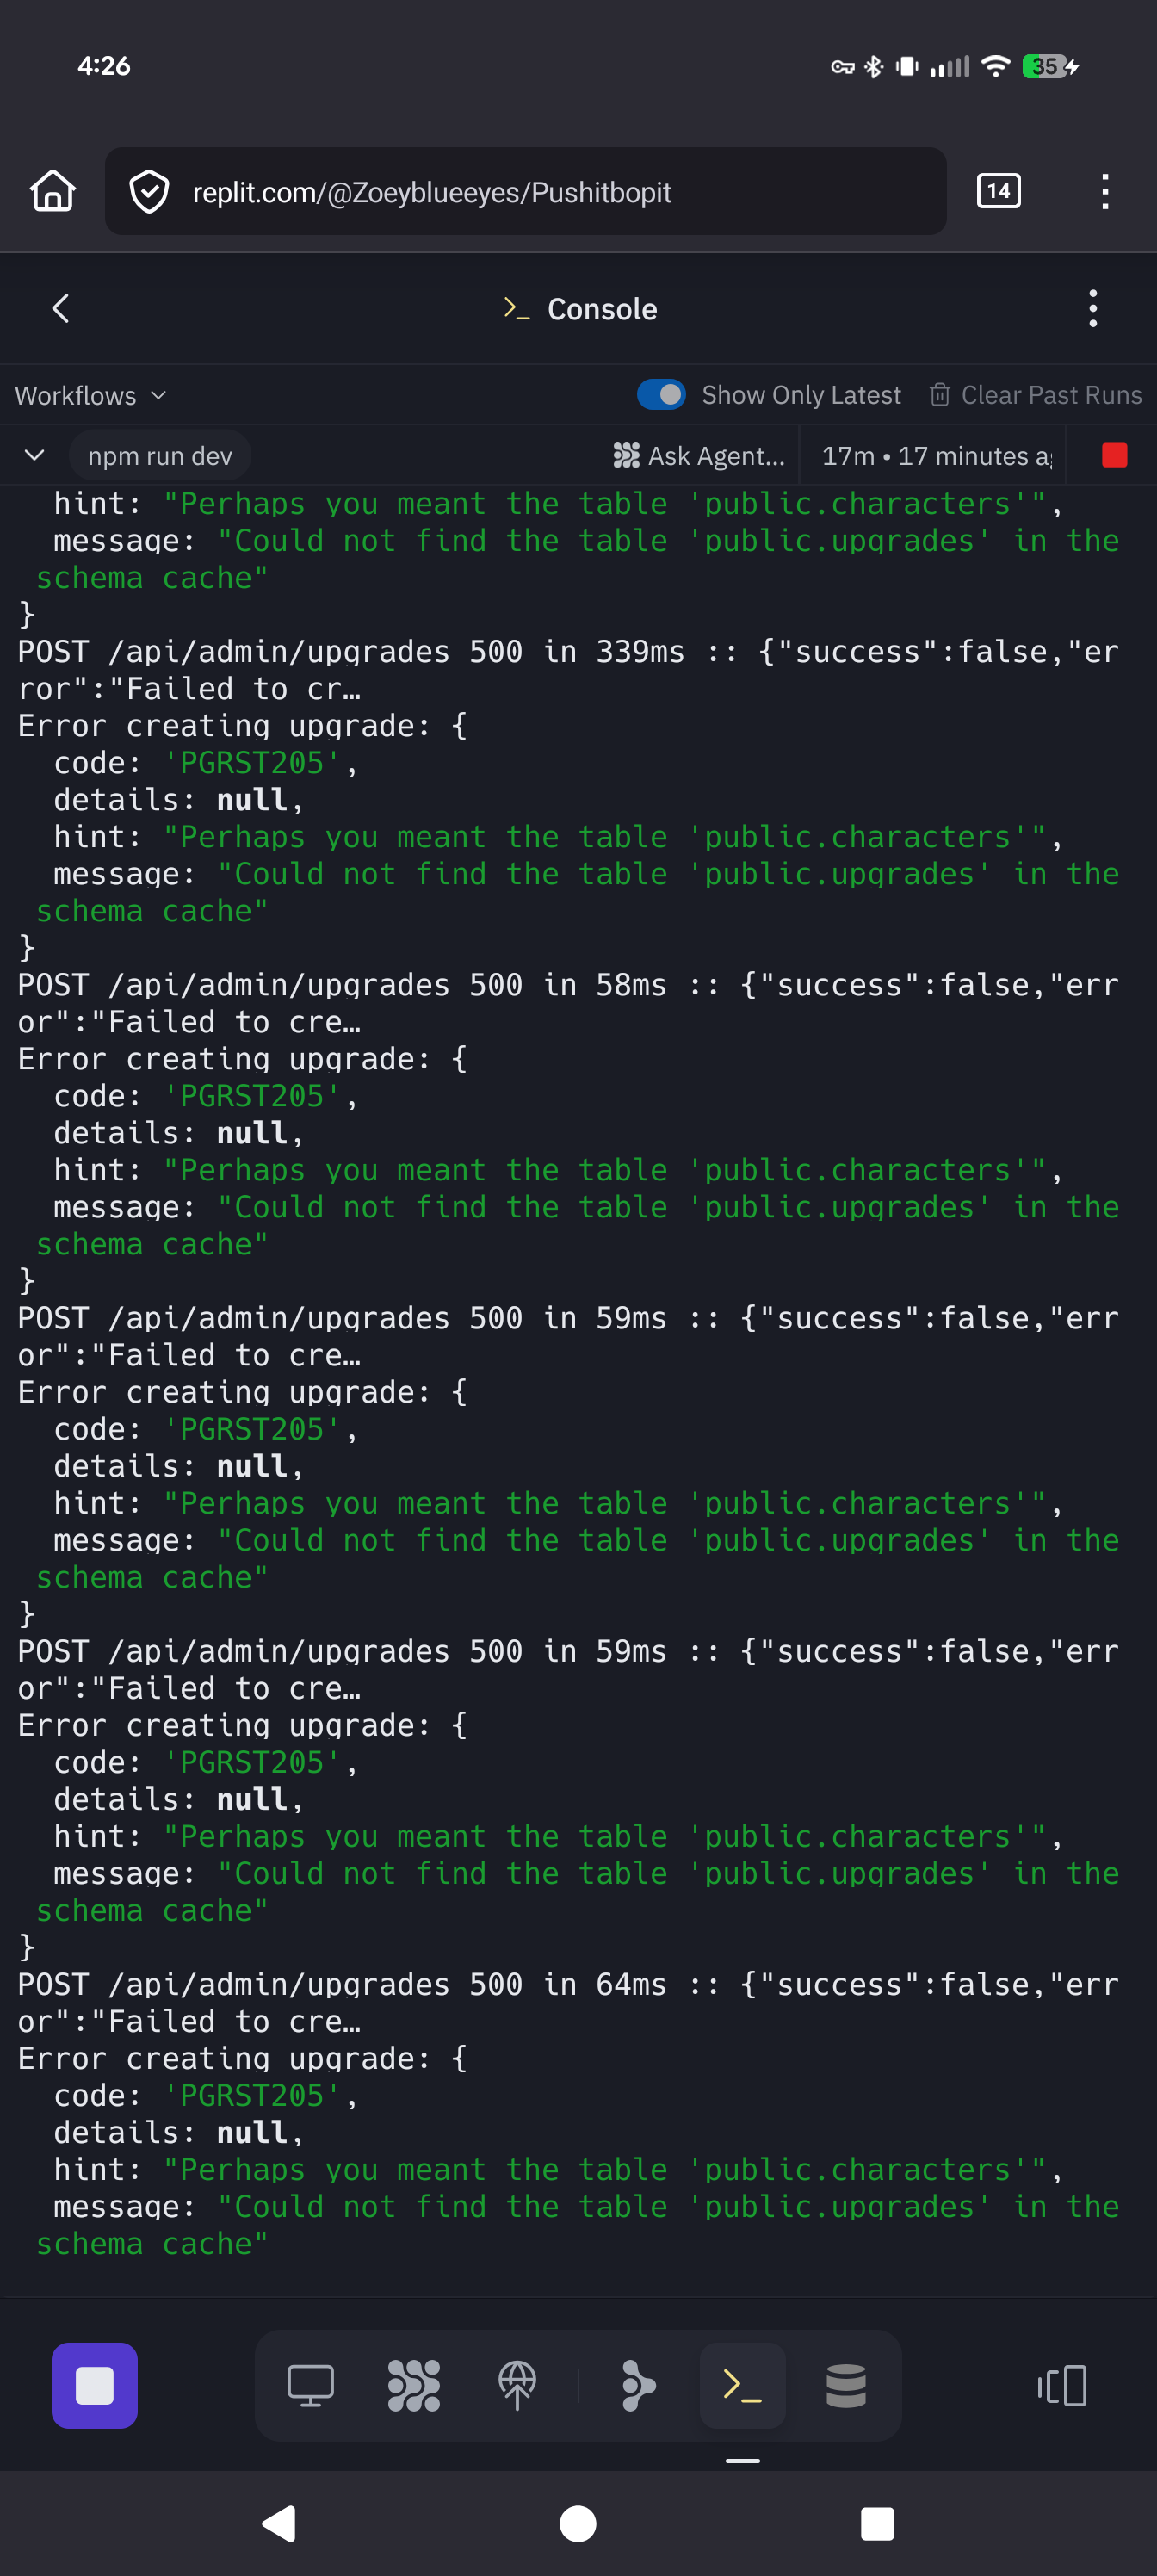 4:26
35
replit.com/@Zoeyblueeyes/Pushitbopit
14
>_ Console
Workflows
Show Only Latest
Clear Past Runs
npm run dev
Ask Agent...
17m • 17 minutes a
  hint: "Perhaps you meant the table 'public.characters'",
  message: "Could not find the table 'public.upgrades' in the
 schema cache"
}
POST /api/admin/upgrades 500 in 339ms :: {"success":false,"er
ror":"Failed to cr…
Error creating upgrade: {
  code: 'PGRST205',
  details: null,
  hint: "Perhaps you meant the table 'public.characters'",
  message: "Could not find the table 'public.upgrades' in the
 schema cache"
}
POST /api/admin/upgrades 500 in 58ms :: {"success":false,"err
or":"Failed to cre…
Error creating upgrade: {
  code: 'PGRST205',
  details: null,
  hint: "Perhaps you meant the table 'public.characters'",
  message: "Could not find the table 'public.upgrades' in the
 schema cache"
}
POST /api/admin/upgrades 500 in 59ms :: {"success":false,"err
or":"Failed to cre…
Error creating upgrade: {
  code: 'PGRST205',
  details: null,
  hint: "Perhaps you meant the table 'public.characters'",
  message: "Could not find the table 'public.upgrades' in the
 schema cache"
}
POST /api/admin/upgrades 500 in 59ms :: {"success":false,"err
or":"Failed to cre…
Error creating upgrade: {
  code: 'PGRST205',
  details: null,
  hint: "Perhaps you meant the table 'public.characters'",
  message: "Could not find the table 'public.upgrades' in the
 schema cache"
}
POST /api/admin/upgrades 500 in 64ms :: {"success":false,"err
or":"Failed to cre…
Error creating upgrade: {
  code: 'PGRST205',
  details: null,
  hint: "Perhaps you meant the table 'public.characters'",
  message: "Could not find the table 'public.upgrades' in the
 schema cache"